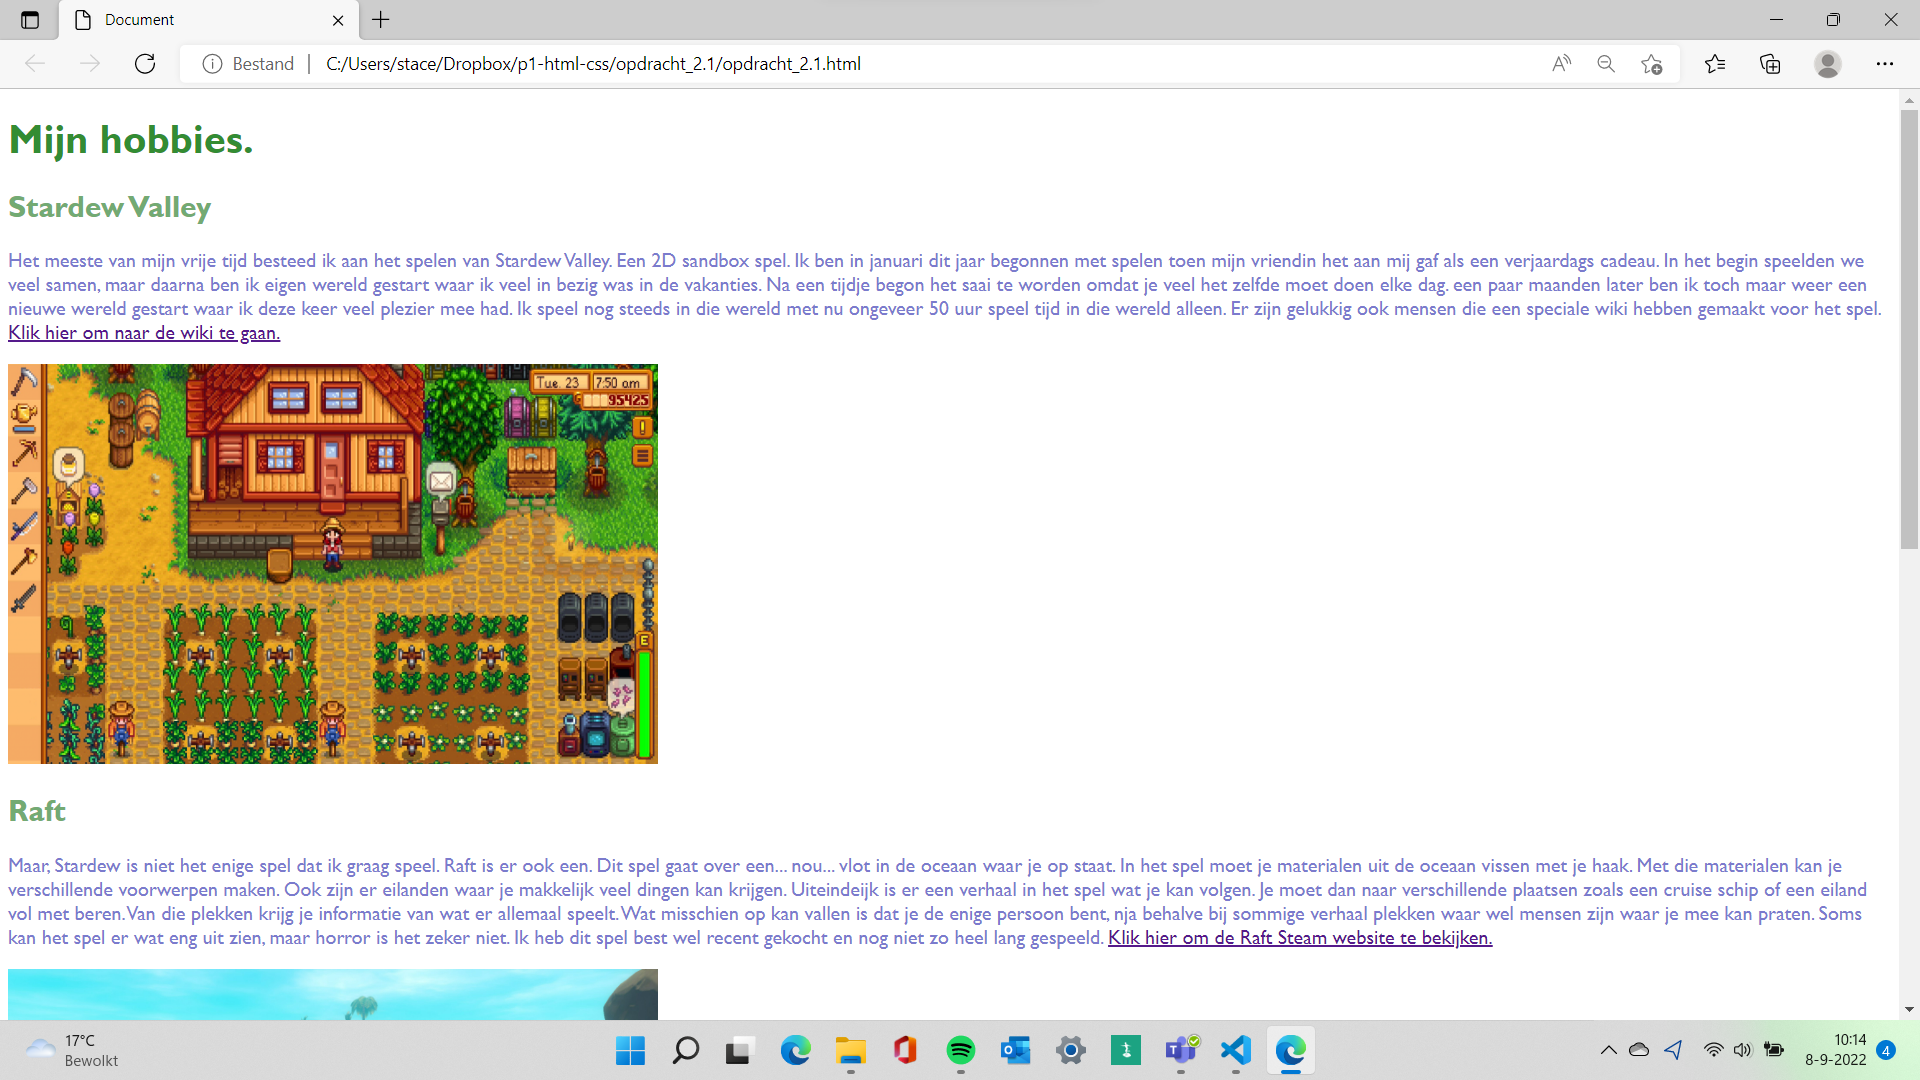 Document
Bestand
C:/Users/stace/Dropbox/p1-html-css/opdracht_2.1/opdracht_2.1.html
Mijn hobbies.
Stardew Valley
Het meeste van mijn vrije tijd besteed ik aan het spelen van Stardew Valley. Een 2D sandbox spel. Ik ben in januari dit jaar begonnen met spelen toen mijn vriendin het aan mij gaf als een verjaardags cadeau. In het begin speelden we
veel samen, maar daarna ben ik eigen wereld gestart waar ik veel in bezig was in de vakanties. Na een tijdje begon het saai te worden omdat je veel het zelfde moet doen elke dag. een paar maanden later ben ik toch maar weer een
nieuwe wereld gestart waar ik deze keer veel plezier mee had. Ik speel nog steeds in die wereld met nu ongeveer 50 uur speel tijd in die wereld alleen. Er zijn gelukkig ook mensen die een speciale wiki hebben gemaakt voor het spel.
Klik hier om naar de wiki te gaan.
Tue. 23 7:50 am
95425
E
Raft
Maar, Stardew is niet het enige spel dat ik graag speel. Raft is er ook een. Dit spel gaat over een... nou... vlot in de oceaan waar je op staat. In het spel moet je materialen uit de oceaan vissen met je haak. Met die materialen kan je
verschillende voorwerpen maken. Ook zijn er eilanden waar je makkelijk veel dingen kan krijgen. Uiteindeijk is er een verhaal in het spel wat je kan volgen. Je moet dan naar verschillende plaatsen zoals een cruise schip of een eiland
vol met beren. Van die plekken krijg je informatie van wat er allemaal speelt. Wat misschien op kan vallen is dat je de enige persoon bent, nja behalve bij sommige verhaal plekken waar wel mensen zijn waar je mee kan praten. Soms
kan het spel er wat eng uit zien, maar horror is het zeker niet. Ik heb dit spel best wel recent gekocht en nog niet zo heel lang gespeeld. Klik hier om de Raft Steam website te bekijken.
17°C
Bewolkt
10:14
8-9-2022
4